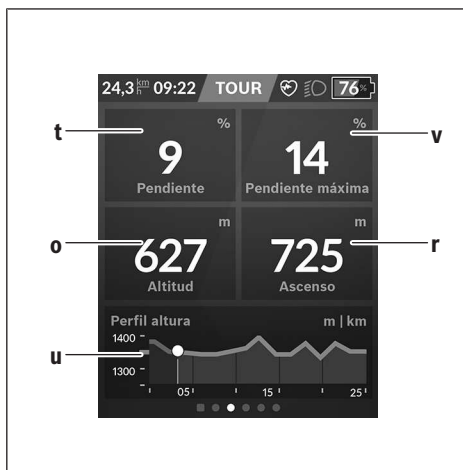 24,3 km/h 09:22 TOUR 76%
t % % v
9 14
Pendiente Pendiente máxima
m m
o r
627 725
Altitud Ascenso
Perfil altura m | km
1400
u
1300
05 15 25